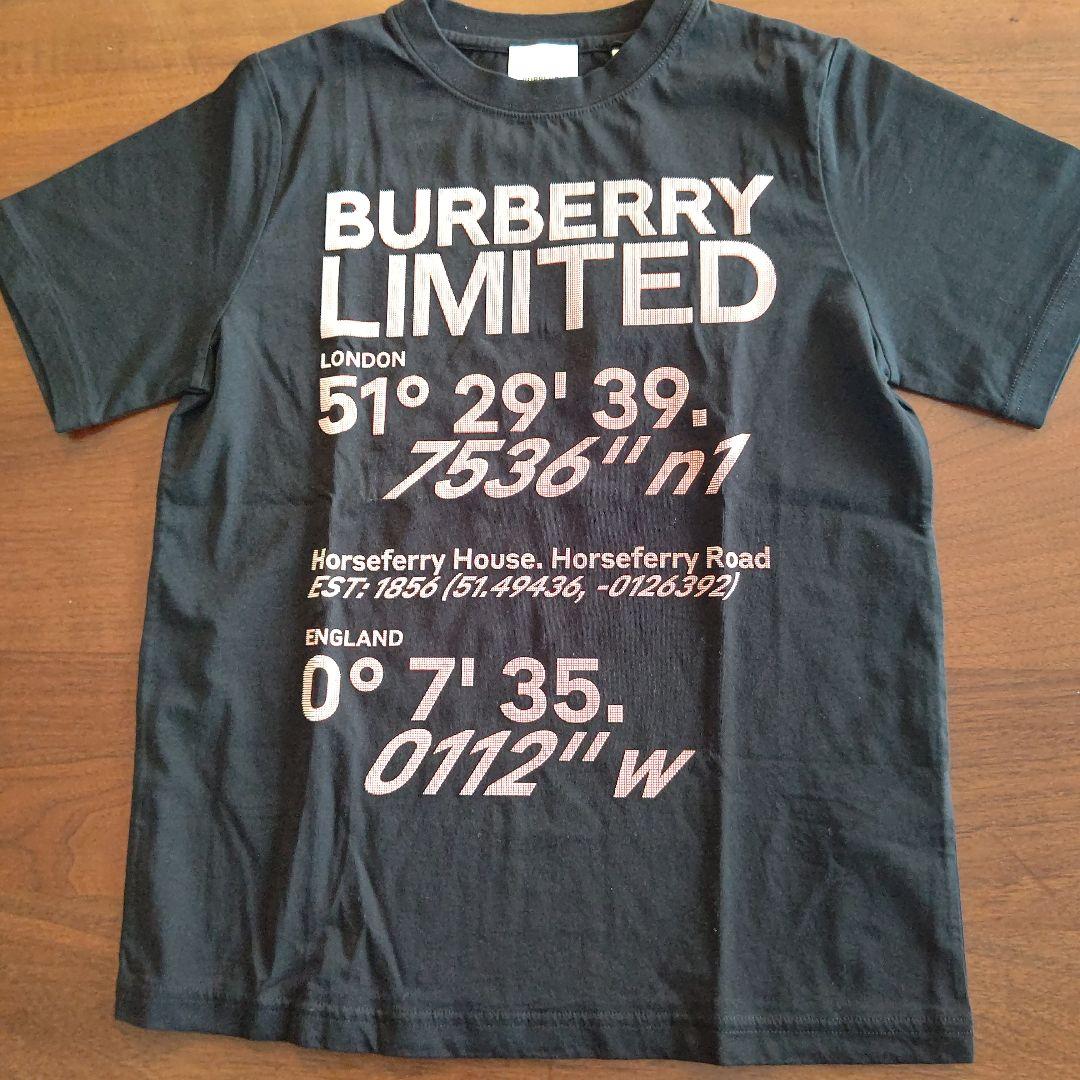 BURBERRY
LIMITED
LONDON
51° 29' 39.
7536" n1
Horseferry House. Horseferry Road
EST: 1856 (51.49436, -0126392)
ENGLAND
0° 7' 35.
0112" w